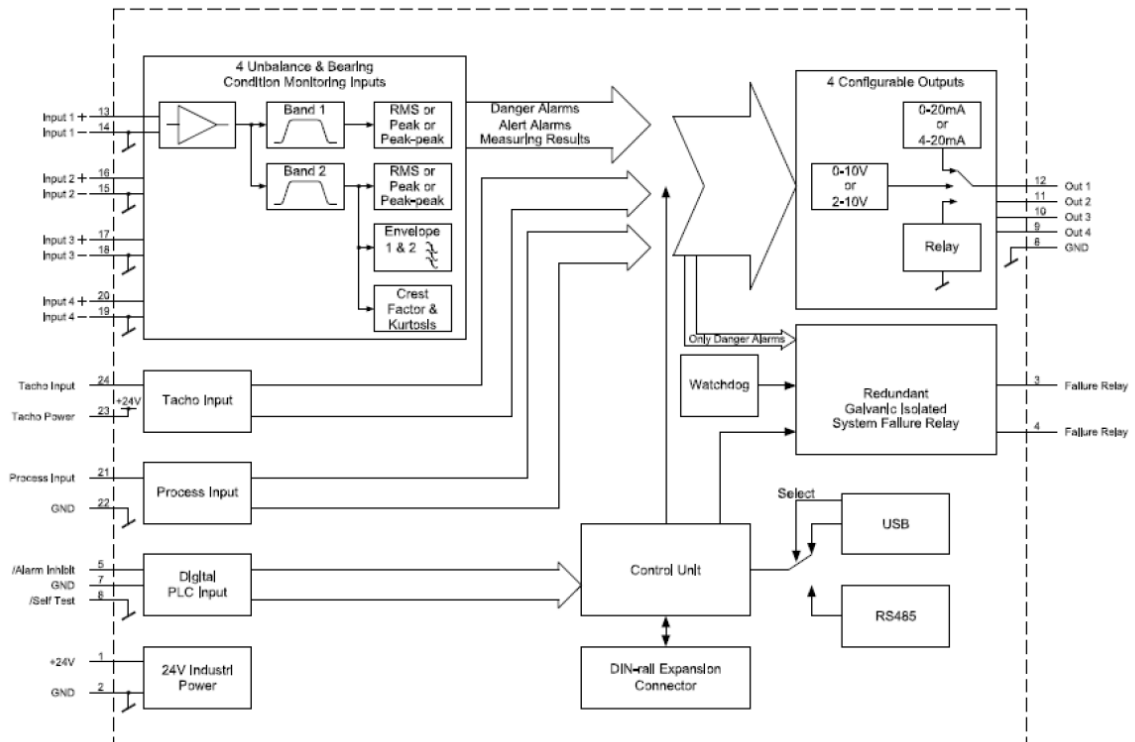 4 Unbalance & Bearing
Condition Monitoring Inputs
Input 1 +
13
Input 1 —
14
Input 2 +
16
Input 2 —
15
Input 3 +
17
Input 3 —
18
Input 4 +
20
Input 4 —
19
Band 1
RMS or
Peak or
Peak-peak
Band 2
RMS or
Peak or
Peak-peak
Envelope
1 & 2
Crest
Factor &
Kurtosis
Danger Alarms
Alert Alarms
Measuring Results
4 Configurable Outputs
0-20mA
or
4-20mA
0-10V
or
2-10V
Relay
12
Out 1
11
Out 2
10
Out 3
9
Out 4
6
GND
Only Danger Alarms
Watchdog
Redundant
Galvanic Isolated
System Failure Relay
3
Failure Relay
4
Failure Relay
Tacho Input
24
+24V
Tacho Power
23
Tacho Input
Process Input
21
GND
22
Process Input
/Alarm Inhibit
5
GND
7
/Self Test
8
Digital
PLC Input
Control Unit
Select
USB
RS485
+24V
1
GND
2
24V Industri
Power
DIN-rail Expansion
Connector